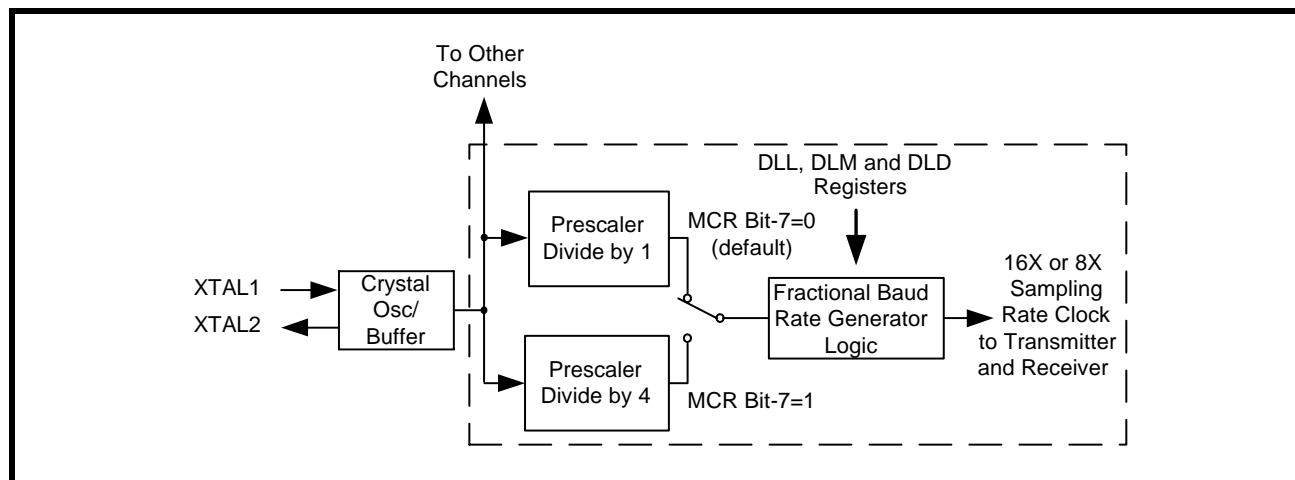 To Other
Channels
DLL, DLM and DLD
Registers
Prescaler
Divide by 1
MCR Bit-7=0
(default)
XTAL1
XTAL2
Crystal
Osc/
Buffer
Fractional Baud
Rate Generator
Logic
16X or 8X
Sampling
Rate Clock
to Transmitter
and Receiver
Prescaler
Divide by 4
MCR Bit-7=1